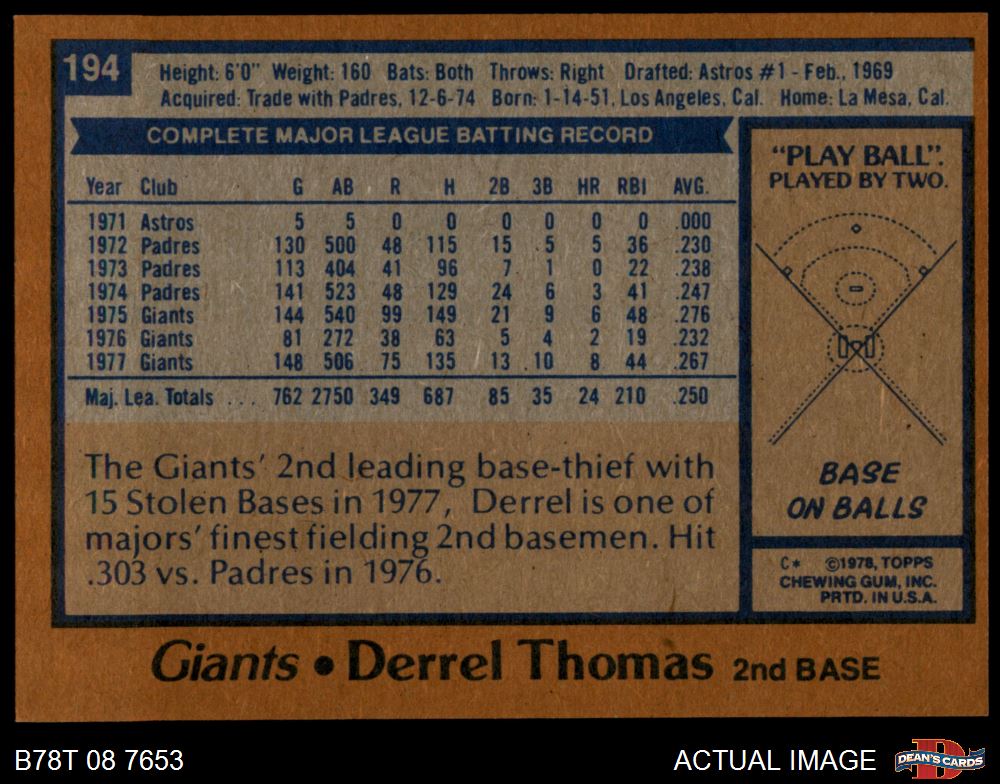 194
Height: 6'0" Weight: 160 Bats: Both Throws: Right Drafted: Astros #1 - Feb., 1969
Acquired: Trade with Padres, 12-6-74 Born: 1-14-51, Los Angeles, Cal. Home: La Mesa, Cal.
COMPLETE MAJOR LEAGUE BATTING RECORD
Year Club G AB R H 2B 3B HR RBI AVG.
1971 Astros 5 5 0 0 0 0 0 0 .000
1972 Padres 130 500 48 115 15 5 5 36 .230
1973 Padres 113 404 41 96 7 1 0 22 .238
1974 Padres 141 523 48 129 24 6 3 41 .247
1975 Giants 144 540 99 149 21 9 6 48 .276
1976 Giants 81 272 38 63 5 4 2 19 .232
1977 Giants 148 506 75 135 13 10 8 44 .267
Maj. Lea. Totals . . . 762 2750 349 687 85 35 24 210 .250
The Giants' 2nd leading base-thief with
15 Stolen Bases in 1977, Derrel is one of
majors' finest fielding 2nd basemen. Hit
.303 vs. Padres in 1976.
"PLAY BALL".
PLAYED BY TWO.
BASE
ON BALLS
C* ©1978, TOPPS
CHEWING GUM, INC.
PRTD. IN U.S.A.
Giants • Derrel Thomas 2nd BASE
B78T 08 7653
ACTUAL IMAGE
DEAN'S CARDS